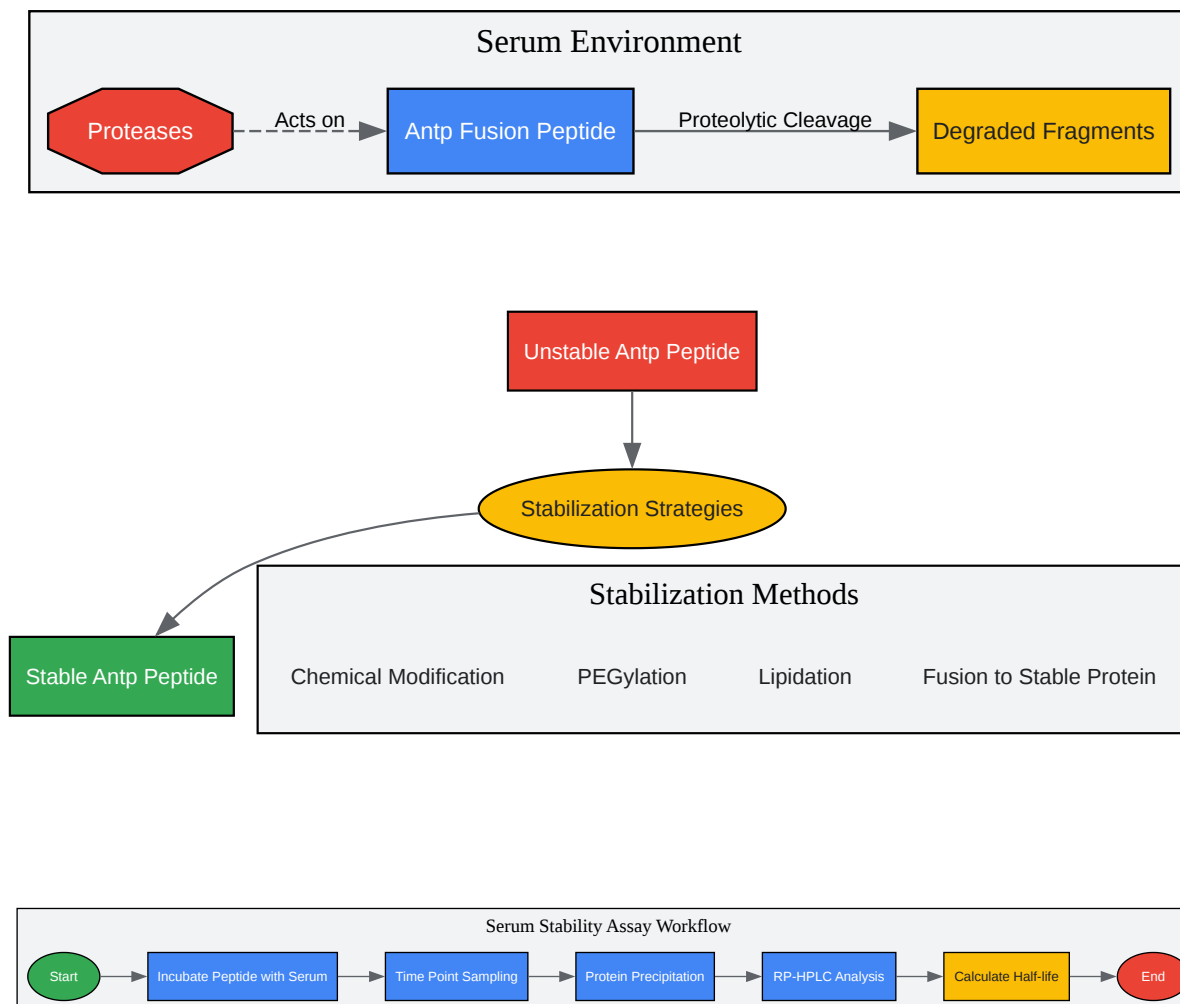 Serum Environment
Proteases
Acts on
Antp Fusion Peptide
Proteolytic Cleavage
Degraded Fragments
Unstable Antp Peptide
Stabilization Strategies
Stabilization Methods
Stable Antp Peptide
Chemical Modification
PEGylation
Lipidation
Fusion to Stable Protein
Serum Stability Assay Workflow
Start
Incubate Peptide with Serum
Time Point Sampling
Protein Precipitation
RP-HPLC Analysis
Calculate Half-life
End